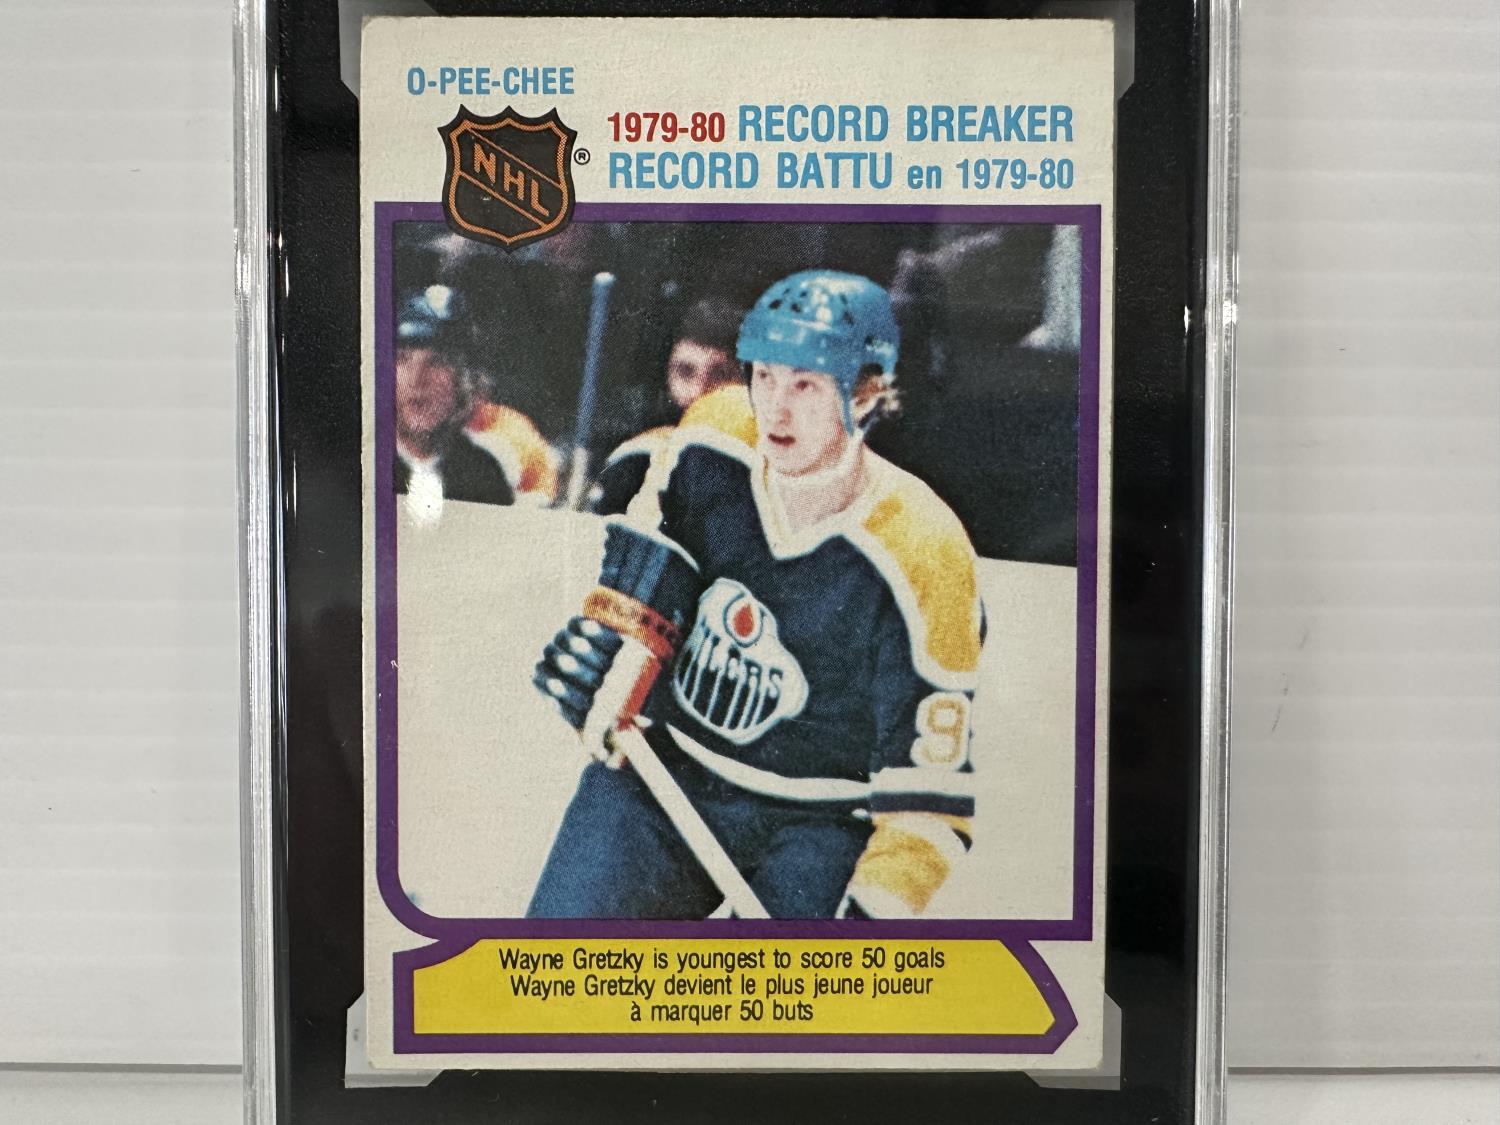 O-PEE-CHEE
NHL ®
1979-80 RECORD BREAKER
RECORD BATTU en 1979-80
OILERS
9
Wayne Gretzky is youngest to score 50 goals
Wayne Gretzky devient le plus jeune joueur
à marquer 50 buts